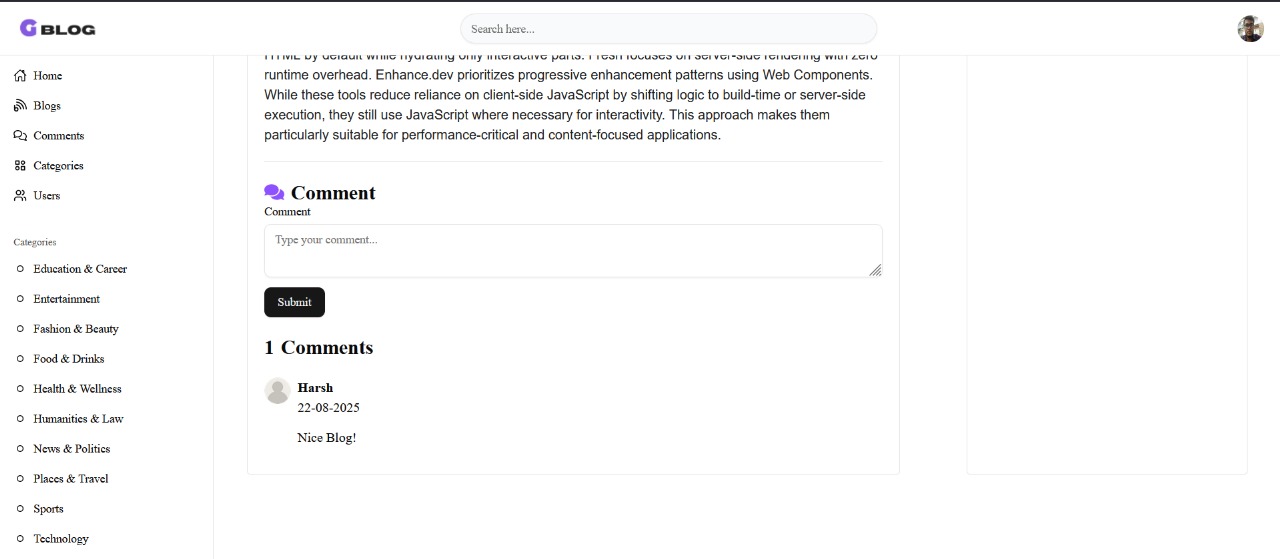 G BLOG
Search here...
Home
Blogs
Comments
Categories
Users
Categories
Education & Career
Entertainment
Fashion & Beauty
Food & Drinks
Health & Wellness
Humanities & Law
News & Politics
Places & Travel
Sports
Technology
HTML by default while hydrating only interactive parts. Fresh focuses on server-side rendering with zero
runtime overhead. Enhance.dev prioritizes progressive enhancement patterns using Web Components.
While these tools reduce reliance on client-side JavaScript by shifting logic to build-time or server-side
execution, they still use JavaScript where necessary for interactivity. This approach makes them
particularly suitable for performance-critical and content-focused applications.
Comment
Comment
Type your comment...
Submit
1 Comments
Harsh
22-08-2025
Nice Blog!